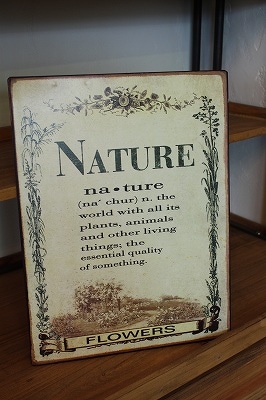 NATURE
na•ture
(na′ chur) n. the
world with all its
plants, animals
and other living
things; the
essential quality
of something.
FLOWERS